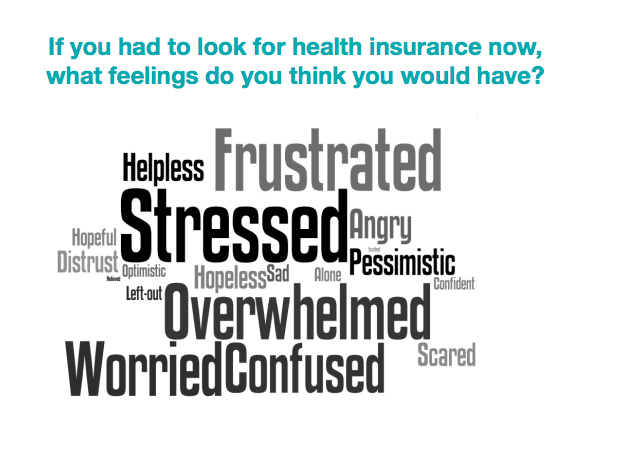 If you had to look for health insurance now,
what feelings do you think you would have?
Frustrated
Helpless
Stressed
Angry
Hopeful
Distrust
Pessimistic
Optimistic
Hopeless
Sad
Alone
Relieved
Confident
Left-out
Overwhelmed
Worried
Confused
Scared